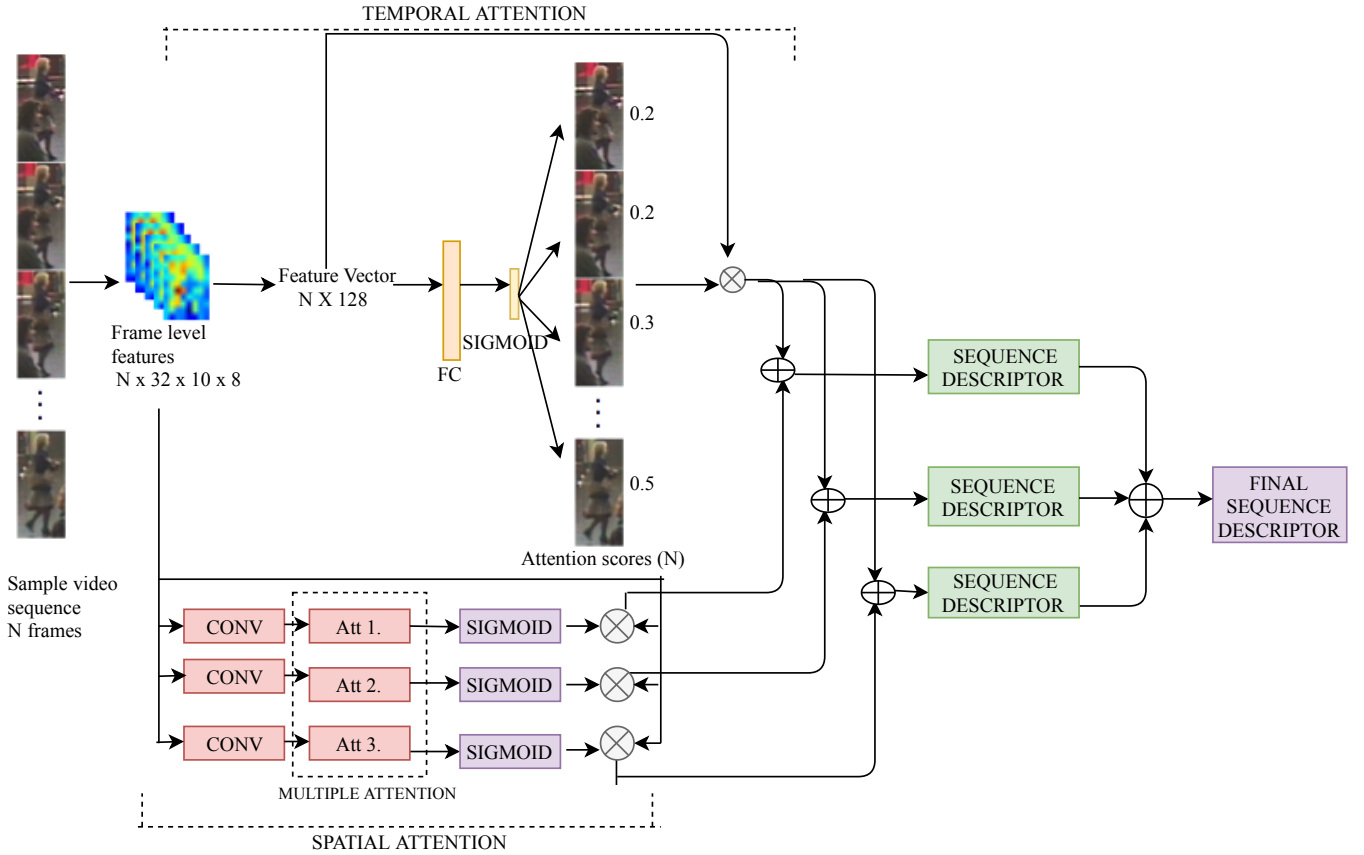 TEMPORAL ATTENTION
0.2
0.2
Feature Vector
N X 128
0.3
Frame level
features
N x 32 x 10 x 8
SIGMOID
FC
SEQUENCE
DESCRIPTOR
0.5
SEQUENCE
DESCRIPTOR
FINAL
SEQUENCE
DESCRIPTOR
Attention scores (N)
Sample video
sequence
N frames
SEQUENCE
DESCRIPTOR
CONV
Att 1.
SIGMOID
CONV
Att 2.
SIGMOID
CONV
Att 3.
SIGMOID
MULTIPLE ATTENTION
SPATIAL ATTENTION